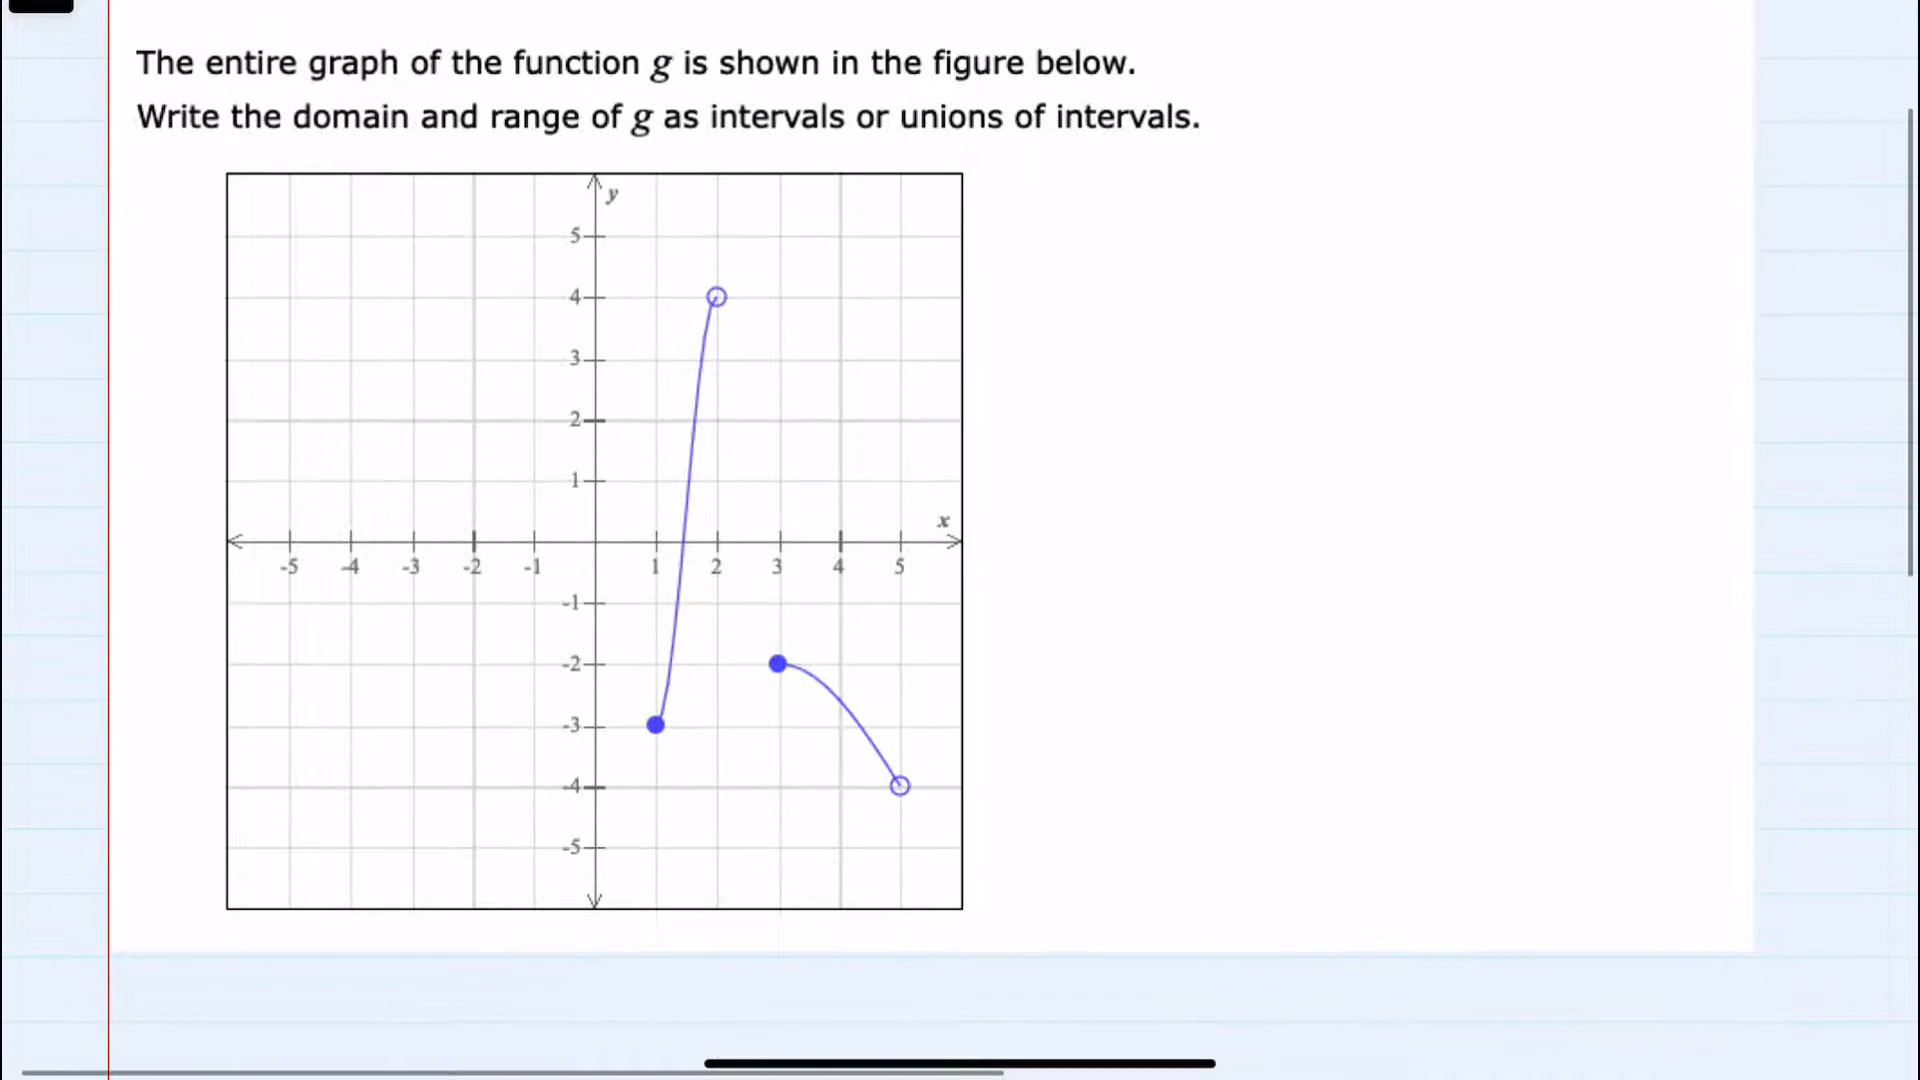 The entire graph of the function g is shown in the figure below.
Write the domain and range of g as intervals or unions of intervals.
y
5
4
3
2
1
x
-5 -4 -3 -2 -1 1 2 3 4 5
-1
-2
-3
-4
-5